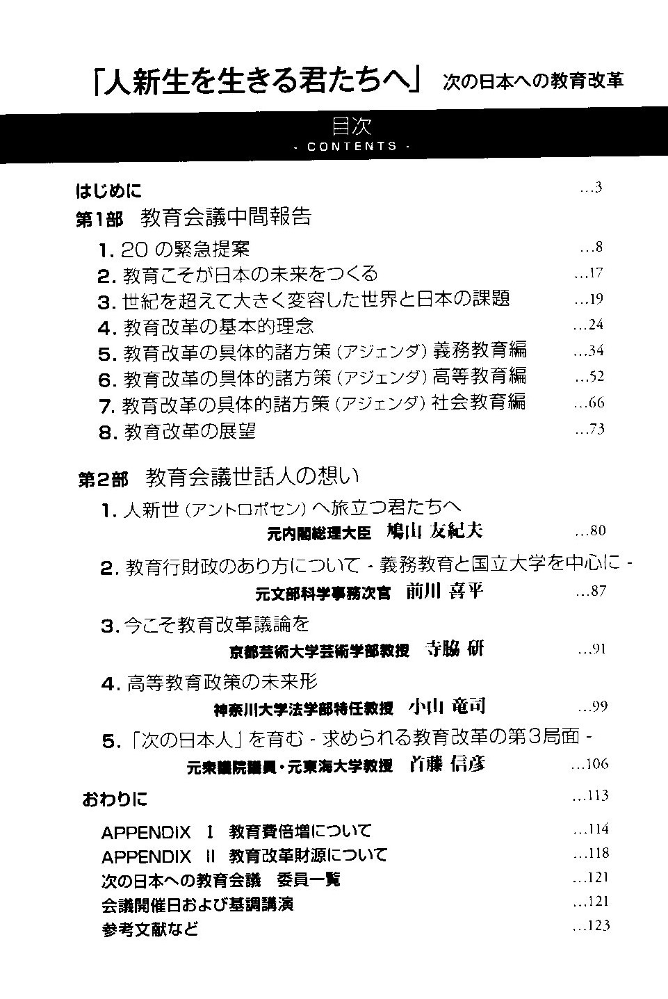 「人新生を生きる君たちへ」 次の日本への教育改革
目次
- CONTENTS -
はじめに …3
第1部 教育会議中間報告
1. 20 の緊急提案 …8
2. 教育こそが日本の未来をつくる …17
3. 世紀を超えて大きく変容した世界と日本の課題 …19
4. 教育改革の基本的理念 …24
5. 教育改革の具体的諸方策 (アジェンダ) 義務教育編 …34
6. 教育改革の具体的諸方策 (アジェンダ) 高等教育編 …52
7. 教育改革の具体的諸方策 (アジェンダ) 社会教育編 …66
8. 教育改革の展望 …73
第2部 教育会議世話人の想い
1. 人新世 (アントロポセン) へ旅立つ君たちへ
元内閣総理大臣 鳩山 友紀夫 …80
2. 教育行財政のあり方について - 義務教育と国立大学を中心に -
元文部科学事務次官 前川 喜平 …87
3. 今こそ教育改革議論を
京都芸術大学芸術学部教授 寺脇 研 …91
4. 高等教育政策の未来形
神奈川大学法学部特任教授 小山 竜司 …99
5. 「次の日本人」を育む - 求められる教育改革の第3局面 -
元衆議院議員・元東海大学教授 首藤 信彦 …106
おわりに …113
APPENDIX Ⅰ 教育費倍増について …114
APPENDIX Ⅱ 教育改革財源について …118
次の日本への教育会議 委員一覧 …121
会議開催日および基調講演 …121
参考文献など …123